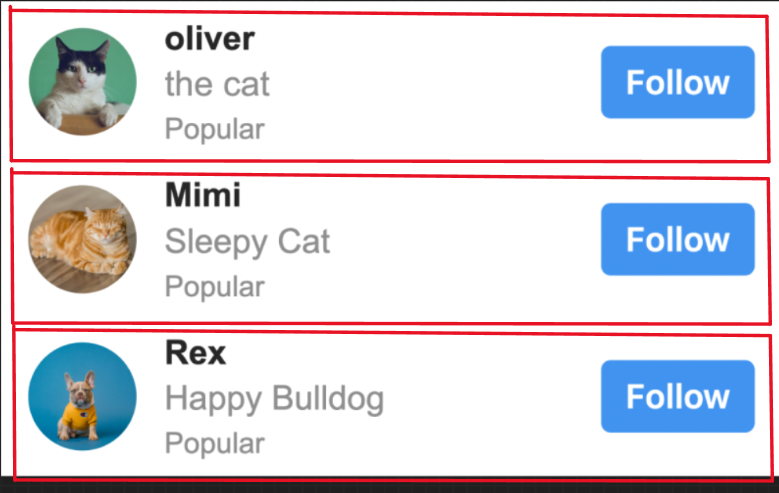 oliver
the cat
Popular
Follow
Mimi
Sleepy Cat
Popular
Follow
Rex
Happy Bulldog
Popular
Follow